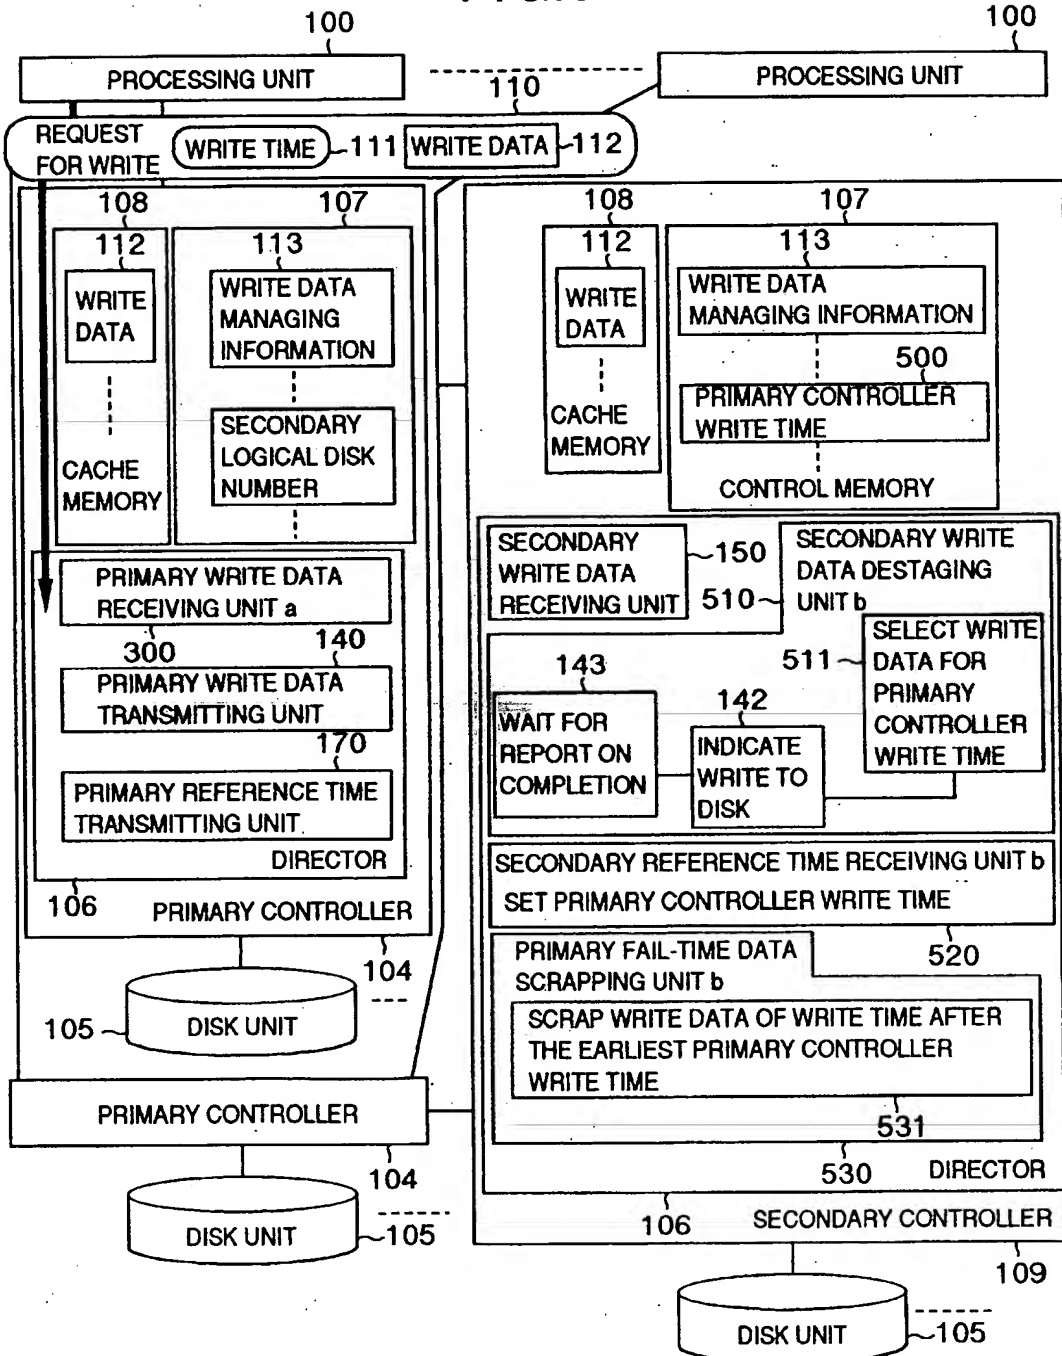 100
100
PROCESSING UNIT
PROCESSING UNIT
110
REQUEST
FOR WRITE
WRITE TIME
111
WRITE DATA
112
108
107
112
113
WRITE
DATA
WRITE DATA
MANAGING
INFORMATION
SECONDARY
LOGICAL DISK
NUMBER
CACHE
MEMORY
PRIMARY WRITE DATA
RECEIVING UNIT a
300
140
PRIMARY WRITE DATA
TRANSMITTING UNIT
170
PRIMARY REFERENCE TIME
TRANSMITTING UNIT
DIRECTOR
106
PRIMARY CONTROLLER
104
105
DISK UNIT
PRIMARY CONTROLLER
104
DISK UNIT
105
108
107
112
113
WRITE
DATA
WRITE DATA
MANAGING INFORMATION
500
PRIMARY CONTROLLER
WRITE TIME
CACHE
MEMORY
CONTROL MEMORY
SECONDARY
WRITE DATA
RECEIVING UNIT
150
510
SECONDARY WRITE
DATA DESTAGING
UNIT b
511
SELECT WRITE
DATA FOR
PRIMARY
CONTROLLER
WRITE TIME
143
WAIT FOR
REPORT ON
COMPLETION
142
INDICATE
WRITE TO
DISK
SECONDARY REFERENCE TIME RECEIVING UNIT b
SET PRIMARY CONTROLLER WRITE TIME
520
PRIMARY FAIL-TIME DATA
SCRAPPING UNIT b
SCRAP WRITE DATA OF WRITE TIME AFTER
THE EARLIEST PRIMARY CONTROLLER
WRITE TIME
531
530
DIRECTOR
106
SECONDARY CONTROLLER
109
DISK UNIT
105